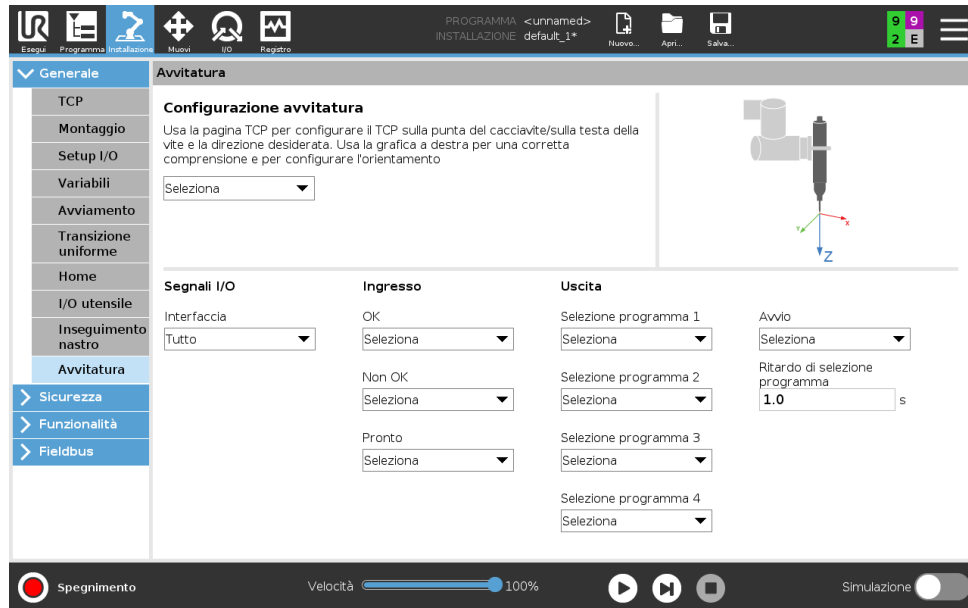 PROGRAMMA <unnamed>
INSTALLAZIONE default_1*
Esegui
Programma
Installazione
Muovi
I/O
Registro
Nuovo...
Apri...
Salva...
9 9
2 E
Generale
TCP
Montaggio
Setup I/O
Variabili
Avviamento
Transizione
uniforme
Home
I/O utensile
Inseguimento
nastro
Avvitatura
Sicurezza
Funzionalità
Fieldbus
Avvitatura
Configurazione avvitatura
Usa la pagina TCP per configurare il TCP sulla punta del cacciavite/sulla testa della
vite e la direzione desiderata. Usa la grafica a destra per una corretta
comprensione e per configurare l'orientamento
Seleziona
Y
X
Z
Segnali I/O
Interfaccia
Tutto
Ingresso
OK
Seleziona
Non OK
Seleziona
Pronto
Seleziona
Uscita
Selezione programma 1
Seleziona
Selezione programma 2
Seleziona
Selezione programma 3
Seleziona
Selezione programma 4
Seleziona
Avvio
Seleziona
Ritardo di selezione
programma
1.0 s
Spegnimento
Velocità 100%
Simulazione